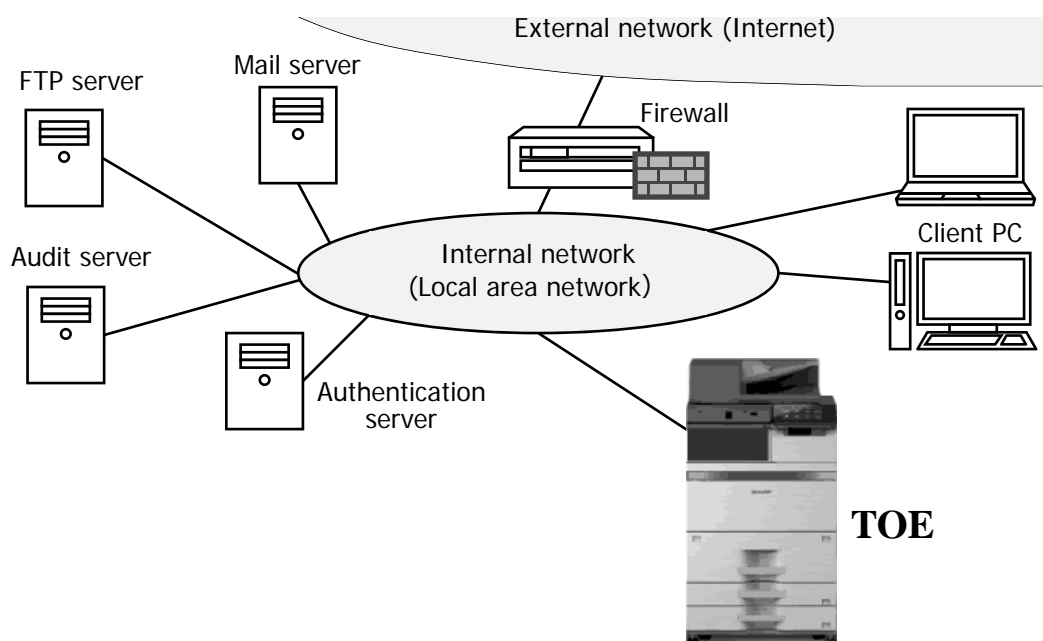 External network (Internet)
Mail server
FTP server
Firewall
Internal network
(Local area network)
Client PC
Audit server
Authentication
server
SHARP
TOE